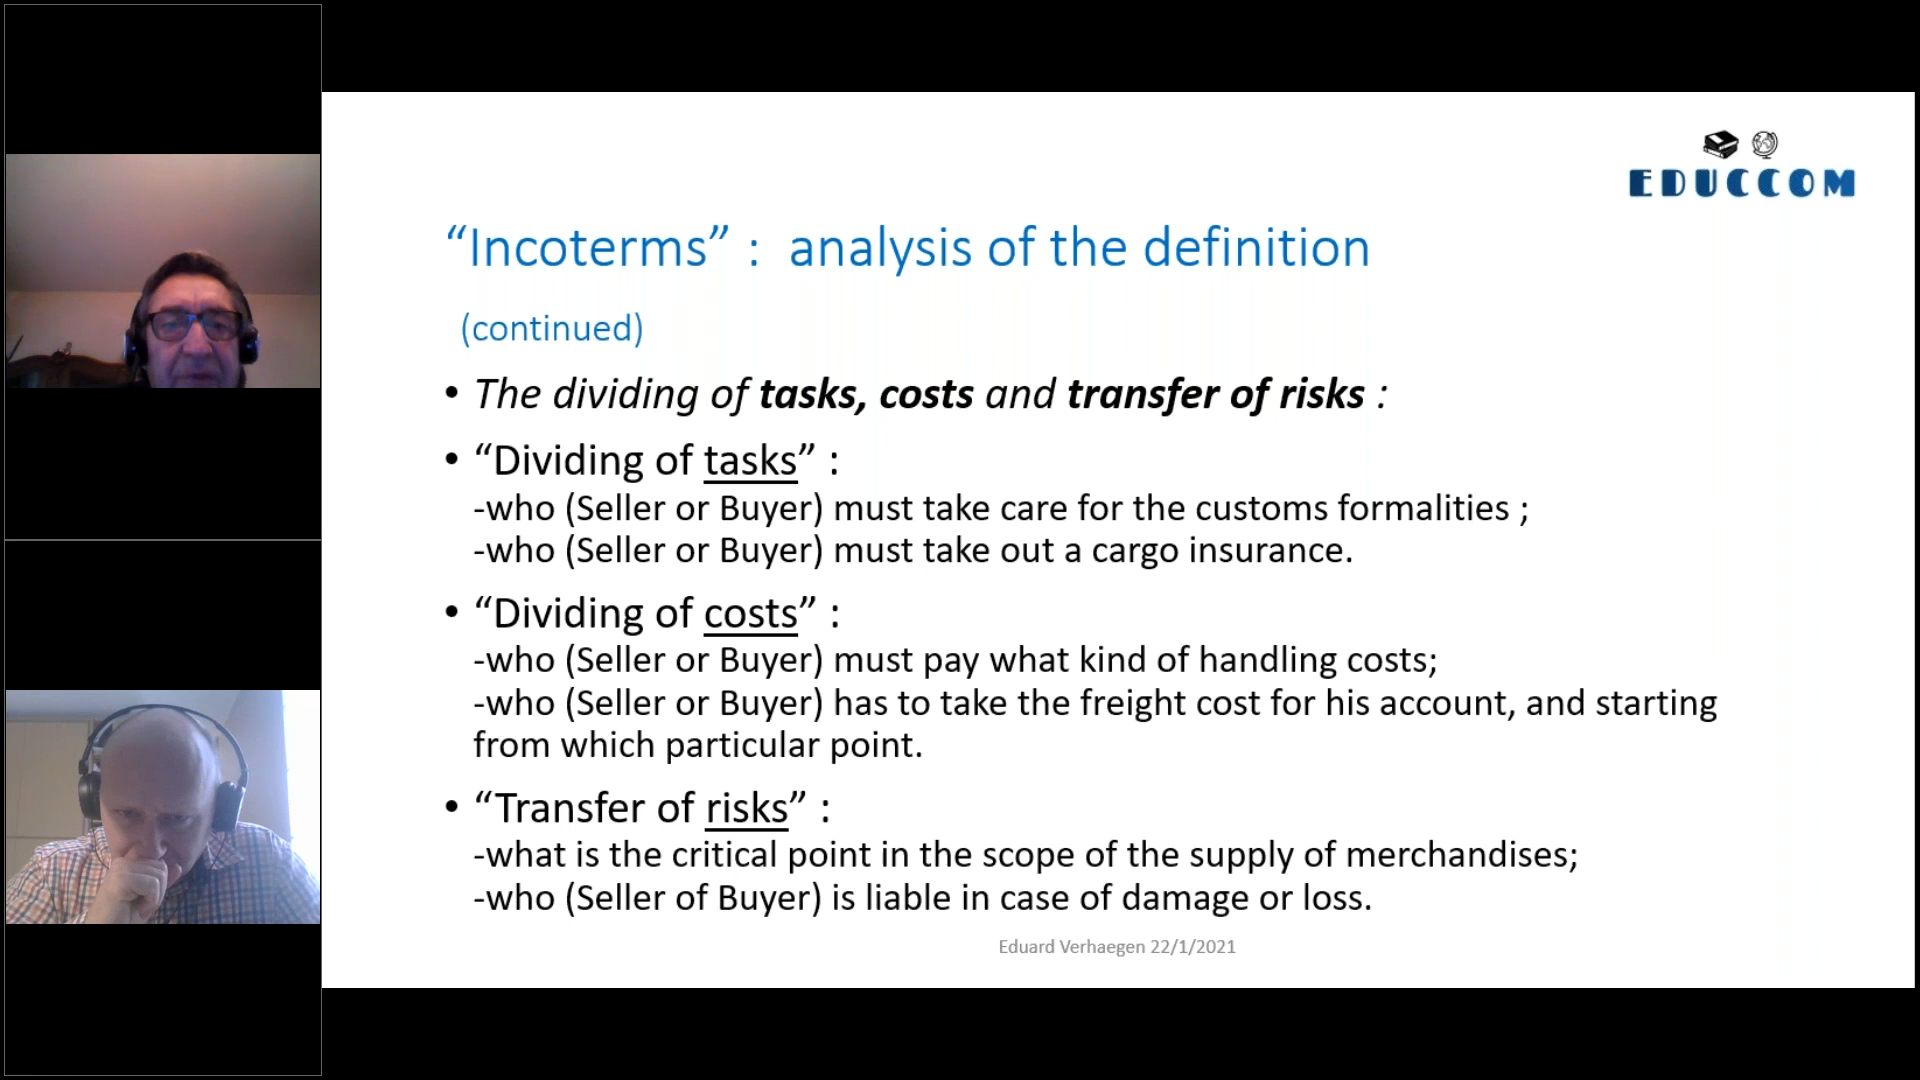 EDUCCOM
“Incoterms” : analysis of the definition
(continued)
• The dividing of tasks, costs and transfer of risks :
• “Dividing of tasks” :
-who (Seller or Buyer) must take care for the customs formalities ;
-who (Seller or Buyer) must take out a cargo insurance.
• “Dividing of costs” :
-who (Seller or Buyer) must pay what kind of handling costs;
-who (Seller or Buyer) has to take the freight cost for his account, and starting
from which particular point.
• “Transfer of risks” :
-what is the critical point in the scope of the supply of merchandises;
-who (Seller of Buyer) is liable in case of damage or loss.
Eduard Verhaegen 22/1/2021